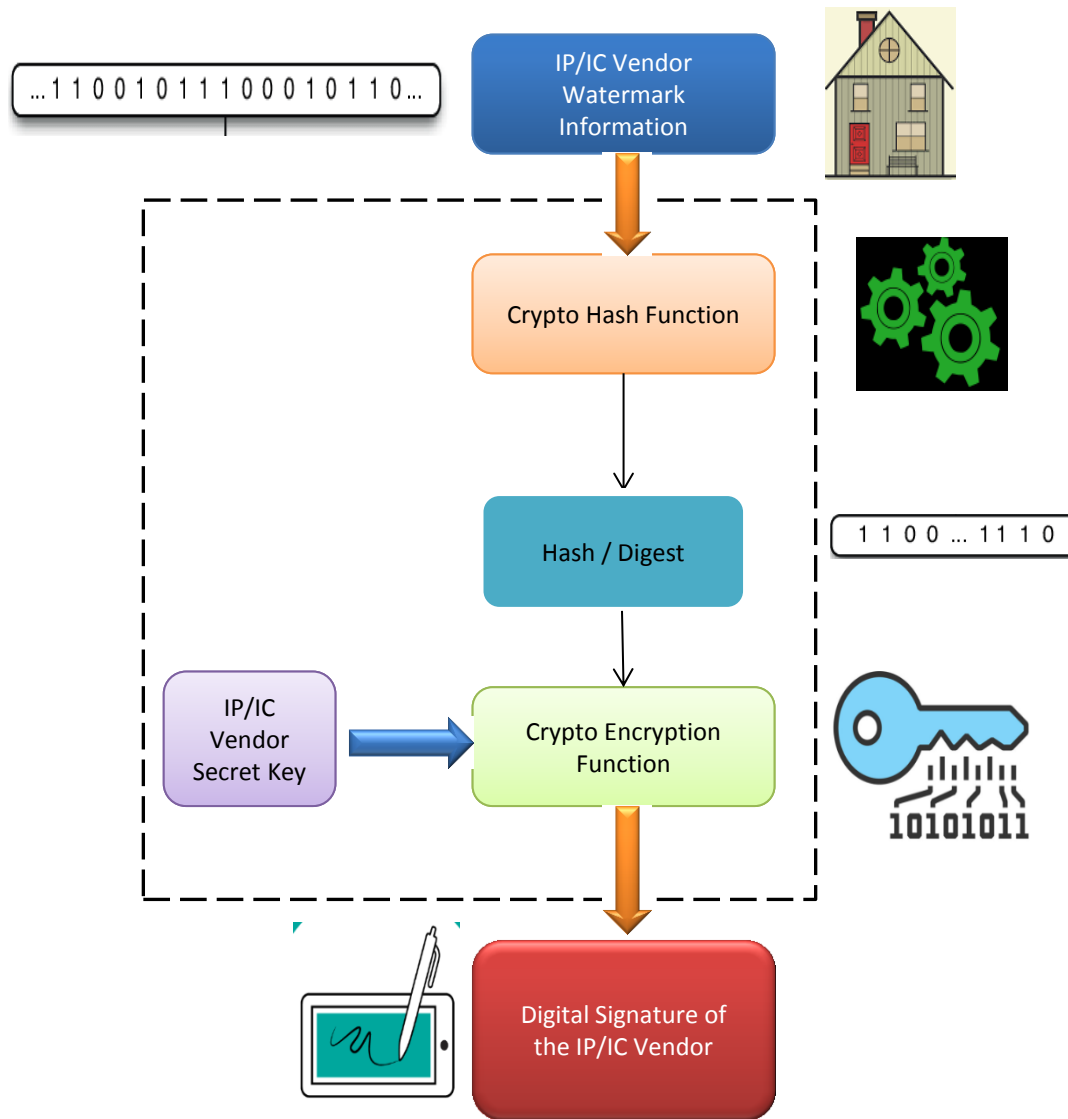 ...1 1 0 0 1 0 1 1 1 0 0 0 1 0 1 1 0...
IP/IC Vendor
Watermark
Information
Crypto Hash Function
Hash / Digest
1 1 0 0 ... 1 1 1 0
IP/IC
Vendor
Secret Key
Crypto Encryption
Function
10101011
Digital Signature of
the IP/IC Vendor